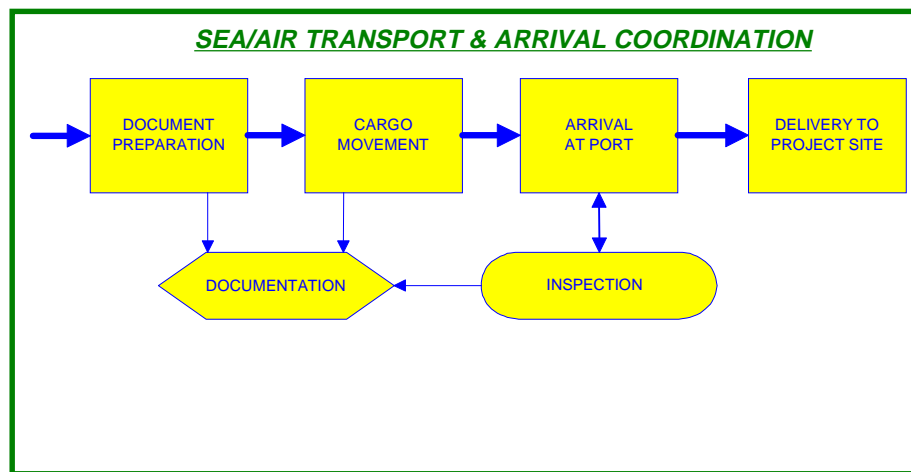 SEA/AIR TRANSPORT & ARRIVAL COORDINATION
DOCUMENT
PREPARATION
CARGO
MOVEMENT
ARRIVAL
AT PORT
DELIVERY TO
PROJECT SITE
DOCUMENTATION
INSPECTION